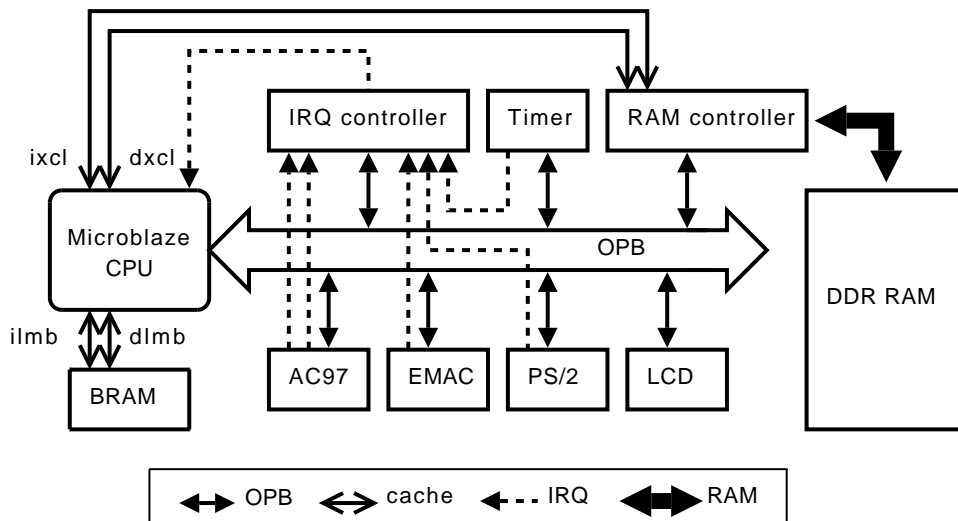 IRQ controller
Timer
RAM controller
ixcl
dxcl
Microblaze
CPU
OPB
DDR RAM
ilmb
dlmb
BRAM
AC97
EMAC
PS/2
LCD
OPB
cache
IRQ
RAM